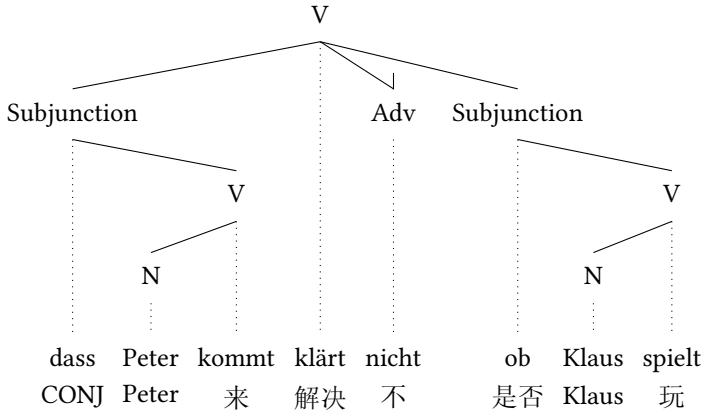 V
Subjunction Adv Subjunction
V V
N N
dass Peter kommt klärt nicht ob Klaus spielt
CONJ Peter 来 解决 不 是否 Klaus 玩